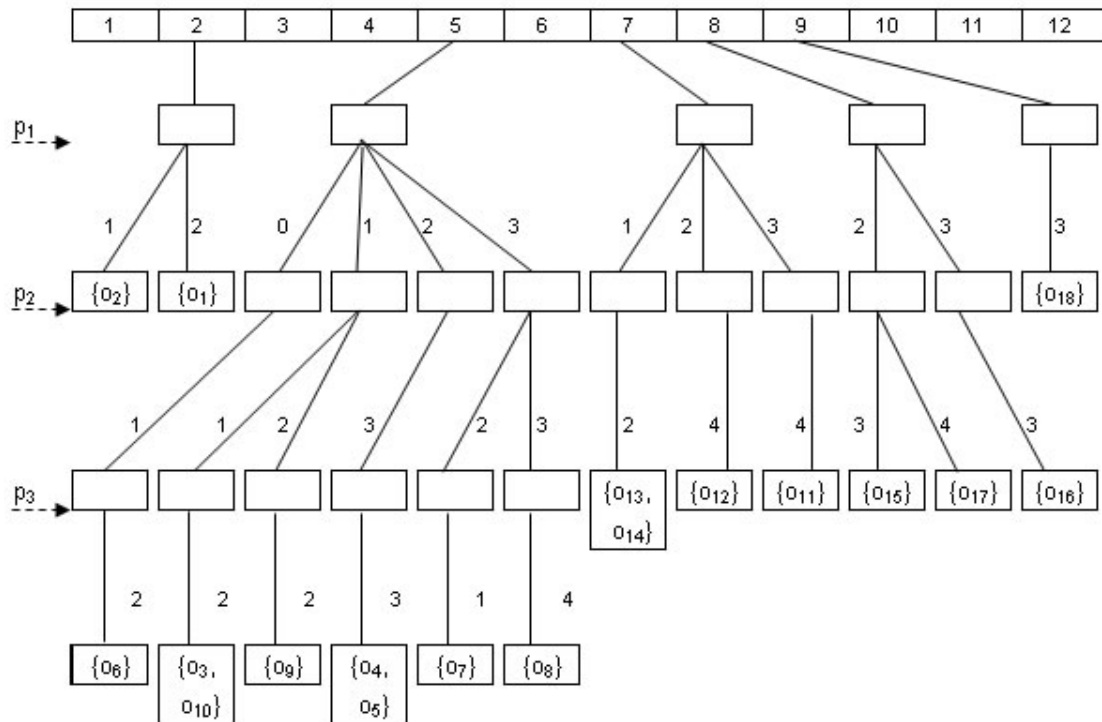 1 2 3 4 5 6 7 8 9 10 11 12
p1
1 2 0 1 2 3 1 2 3 2 3 3
p2 {o2} {o1} {o18}
1 1 2 3 2 3 2 4 4 3 4 3
p3 {o13, {o12} {o11} {o15} {o17} {o16}
o14}
2 2 2 3 1 4
{o6} {o3, {o9} {o4, {o7} {o8}
o10} o5}